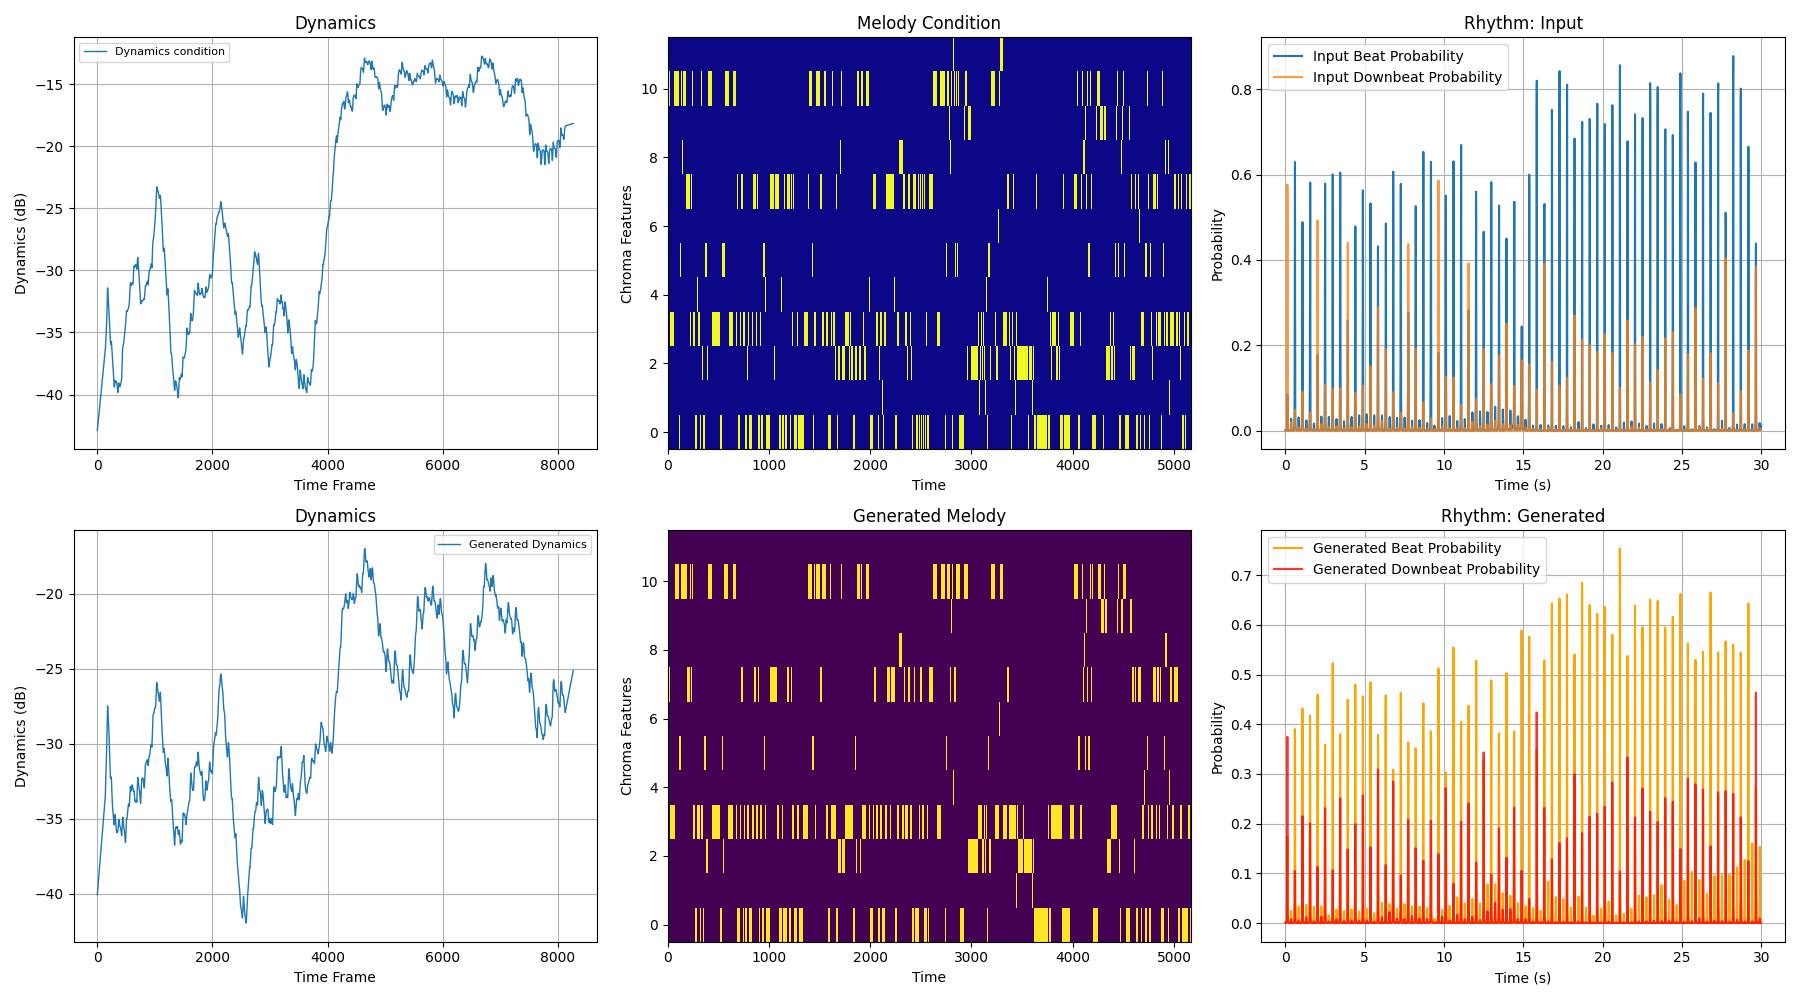 Dynamics
Dynamics condition
Dynamics (dB)
−15
−20
−25
−30
−35
−40
0 2000 4000 6000 8000
Time Frame
Melody Condition
Chroma Features
10
8
6
4
2
0
0 1000 2000 3000 4000 5000
Time
Rhythm: Input
Input Beat Probability
Input Downbeat Probability
Probability
0.8
0.6
0.4
0.2
0.0
0 5 10 15 20 25 30
Time (s)
Dynamics
Generated Dynamics
Dynamics (dB)
−20
−25
−30
−35
−40
0 2000 4000 6000 8000
Time Frame
Generated Melody
Chroma Features
10
8
6
4
2
0
0 1000 2000 3000 4000 5000
Time
Rhythm: Generated
Generated Beat Probability
Generated Downbeat Probability
Probability
0.7
0.6
0.5
0.4
0.3
0.2
0.1
0.0
0 5 10 15 20 25 30
Time (s)